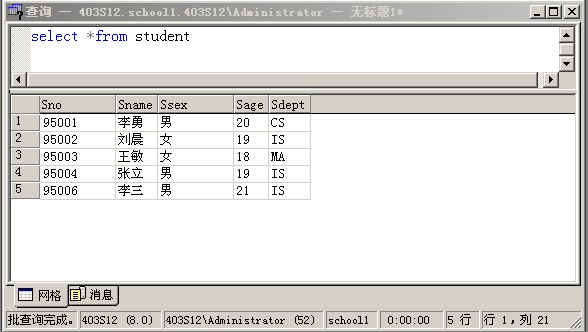 查询 — 403S12.school1.403S12\Administrator — 无标题1*
select *from student
Sno Sname Ssex Sage Sdept
1 95001 李勇 男 20 CS
2 95002 刘晨 女 19 IS
3 95003 王敏 女 18 MA
4 95004 张立 男 19 IS
5 95006 李三 男 21 IS
网格 消息
批查询完成。 403S12 (8.0) 403S12\Administrator (52) school1 0:00:00 5 行 行 1,列 21